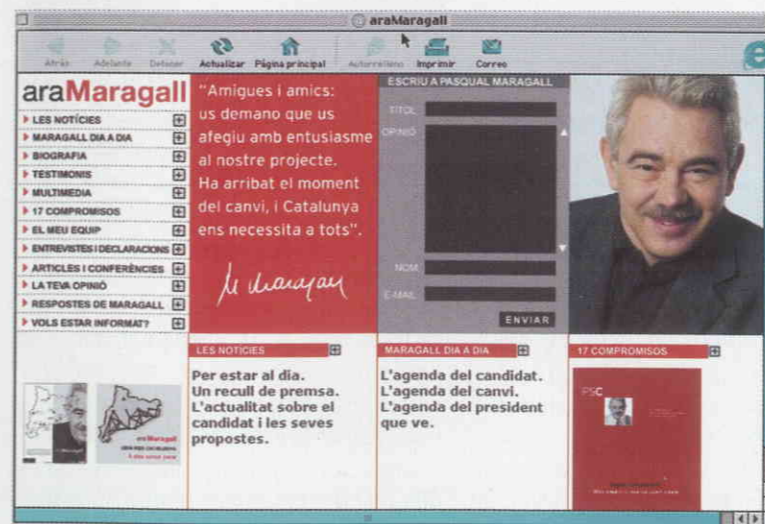 araMaragall
Atrás Adelante Detener Actualizar Página principal Autorrelleno Imprimir Correo
araMaragall
LES NOTÍCIES
MARAGALL DIA A DIA
BIOGRAFIA
TESTIMONIS
MULTIMEDIA
17 COMPROMISOS
EL MEU EQUIP
ENTREVISTES I DECLARACIONS
ARTICLES I CONFERÈNCIES
LA TEVA OPINIÓ
RESPOSTES DE MARAGALL
VOLS ESTAR INFORMAT?
"Amigues i amics:
us demano que us
afegiu amb entusiasme
al nostre projecte.
Ha arribat el moment
del canvi, i Catalunya
ens necessita a tots".
ESCRIU A PASQUAL MARAGALL
TÍTOL
OPINIÓ
NOM
E-MAIL
ENVIAR
araMaragall
LES NOTÍCIES
Per estar al dia.
Un recull de premsa.
L'actualitat sobre el
candidat i les seves
propostes.
MARAGALL DIA A DIA
L'agenda del candidat.
L'agenda del canvi.
L'agenda del president
que ve.
17 COMPROMISOS
PSC